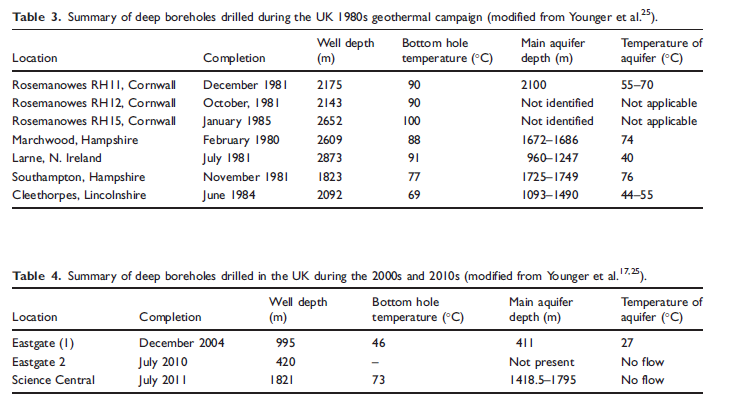 Table 3. Summary of deep boreholes drilled during the UK 1980s geothermal campaign (modified from Younger et al.25).
Well depth Bottom hole Main aquifer Temperature of
Location Completion (m) temperature (°C) depth (m) aquifer (°C)
Rosemanowes RH11, Cornwall December 1981 2175 90 2100 55–70
Rosemanowes RH12, Cornwall October, 1981 2143 90 Not identified Not applicable
Rosemanowes RH15, Cornwall January 1985 2652 100 Not identified Not applicable
Marchwood, Hampshire February 1980 2609 88 1672–1686 74
Larne, N. Ireland July 1981 2873 91 960–1247 40
Southampton, Hampshire November 1981 1823 77 1725–1749 76
Cleethorpes, Lincolnshire June 1984 2092 69 1093–1490 44–55
Table 4. Summary of deep boreholes drilled in the UK during the 2000s and 2010s (modified from Younger et al.17,25).
Well depth Bottom hole Main aquifer Temperature of
Location Completion (m) temperature (°C) depth (m) aquifer (°C)
Eastgate (1) December 2004 995 46 411 27
Eastgate 2 July 2010 420 – Not present No flow
Science Central July 2011 1821 73 1418.5–1795 No flow